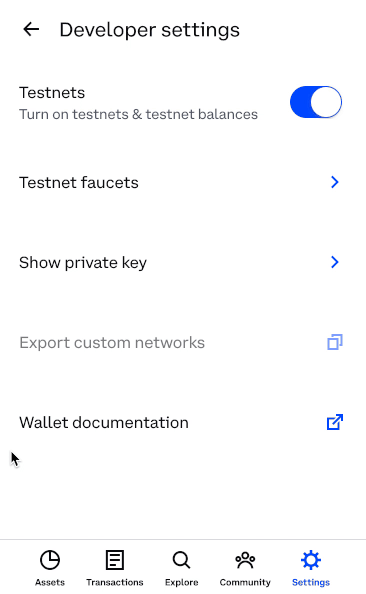 Developer settings
Testnets
Turn on testnets & testnet balances
Testnet faucets
Show private key
Export custom networks
Wallet documentation
Assets Transactions Explore Community Settings